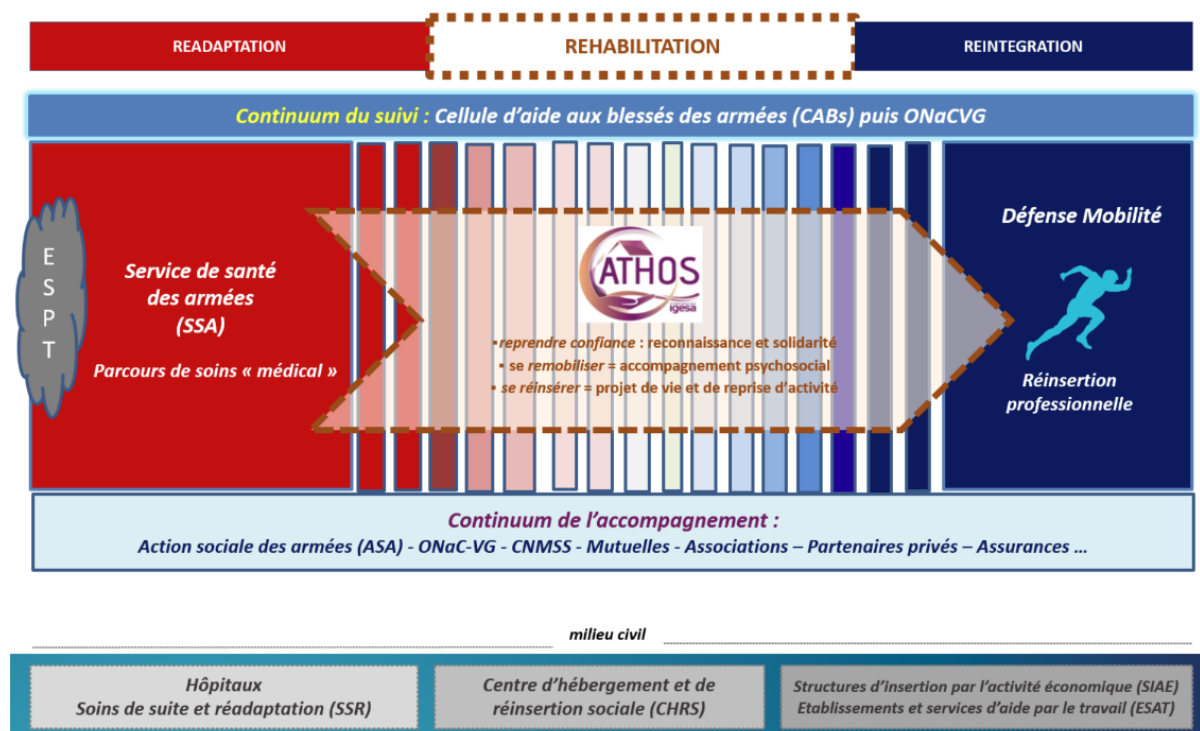 READAPTATION
REHABILITATION
REINTEGRATION
Continuum du suivi : Cellule d’aide aux blessés des armées (CABs) puis ONaCVG
E
S
P
T
Service de santé
des armées
(SSA)
Parcours de soins « médical »
ATHOS
igesa
▪reprendre confiance : reconnaissance et solidarité
▪ se remobiliser = accompagnement psychosocial
▪ se réinsérer = projet de vie et de reprise d’activité
Défense Mobilité
Réinsertion
professionnelle
Continuum de l’accompagnement :
Action sociale des armées (ASA) - ONaC-VG - CNMSS - Mutuelles - Associations – Partenaires privés – Assurances ...
milieu civil
Hôpitaux
Soins de suite et réadaptation (SSR)
Centre d’hébergement et de
réinsertion sociale (CHRS)
Structures d’insertion par l’activité économique (SIAE)
Etablissements et services d’aide par le travail (ESAT)